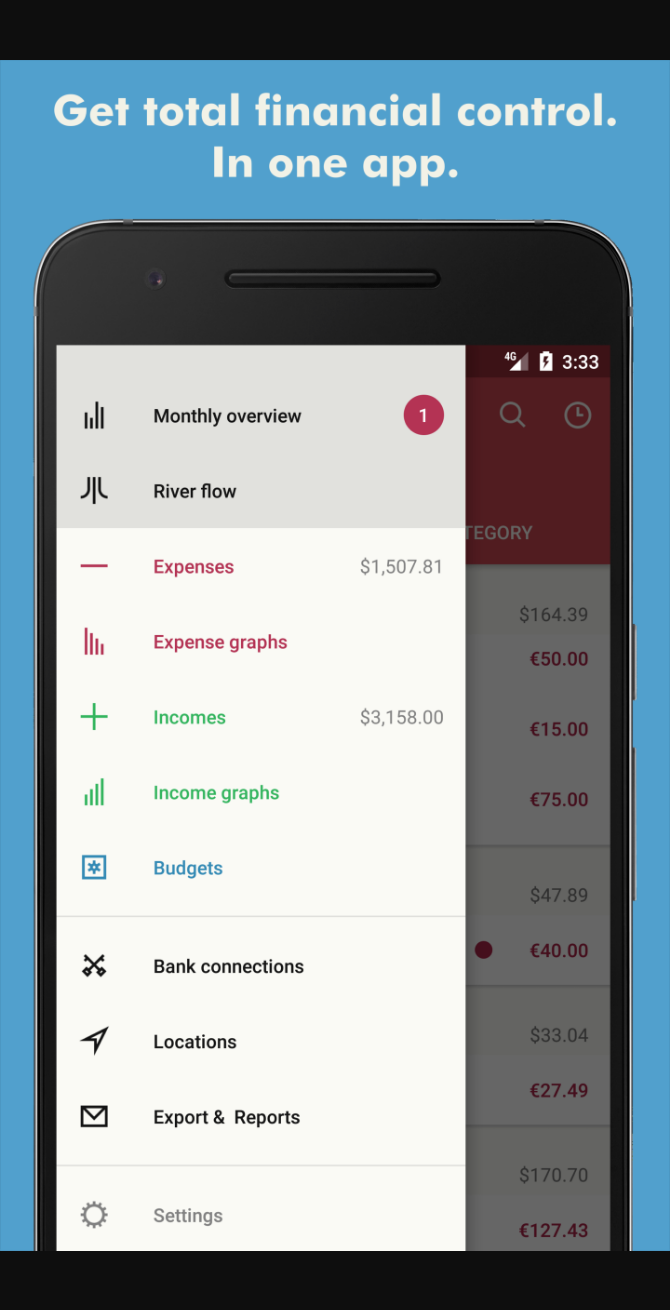 Get total financial control.
In one app.
4G 3:33
Monthly overview 1
River flow
TEGORY
Expenses $1,507.81
$164.39
Expense graphs
€50.00
Incomes $3,158.00
€15.00
Income graphs
€75.00
Budgets
$47.89
Bank connections
€40.00
Locations
$33.04
€27.49
Export & Reports
$170.70
Settings
€127.43